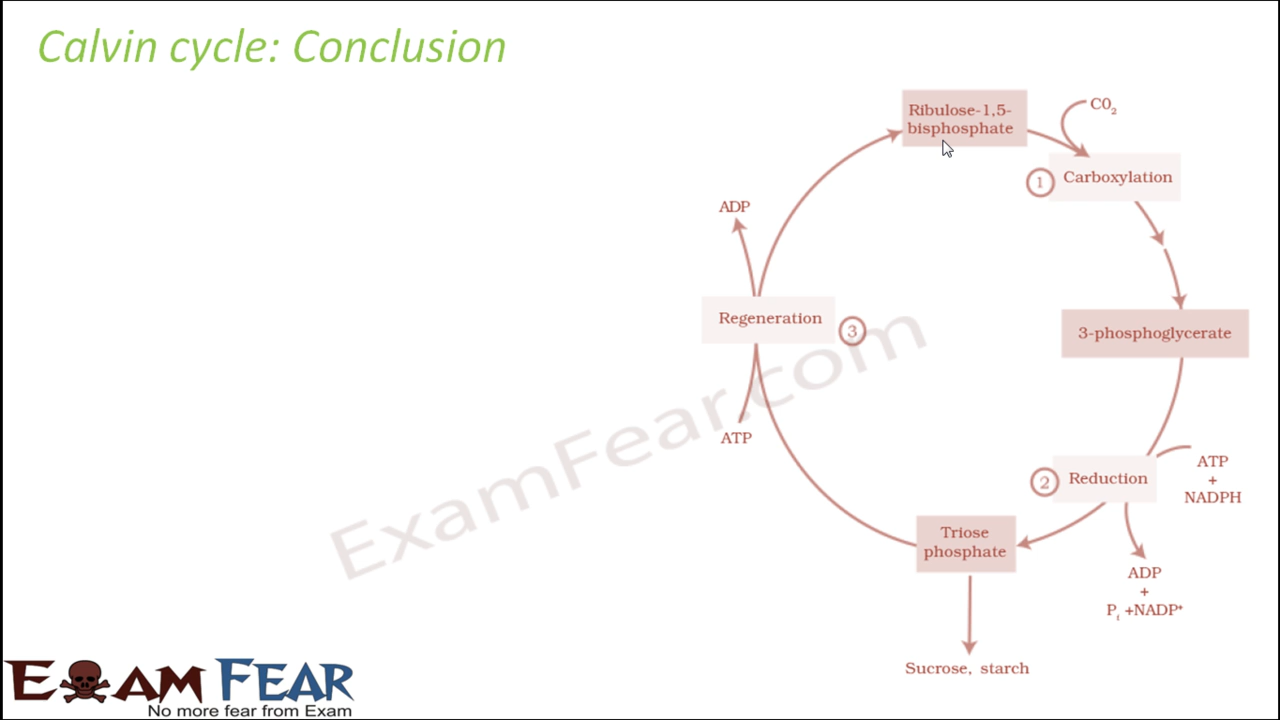 Calvin cycle: Conclusion
Ribulose-1,5-
bisphosphate
C0₂
1
Carboxylation
3-phosphoglycerate
2
Reduction
ATP
+
NADPH
ADP
+
Pᵢ +NADP⁺
Triose
phosphate
Sucrose, starch
ADP
Regeneration
3
ATP
ExamFear.com
EXAM FEAR
No more fear from Exam